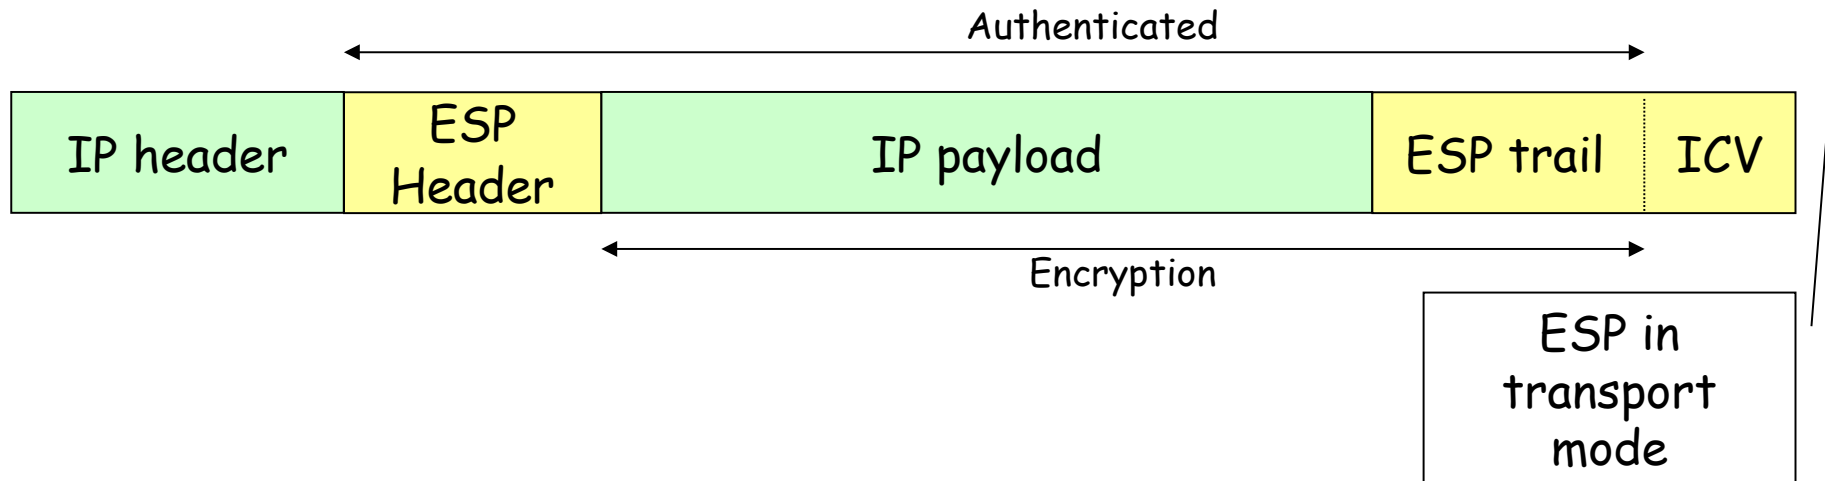 Authenticated
IP header
ESP
Header
IP payload
ESP trail
ICV
Encryption
ESP in
transport
mode